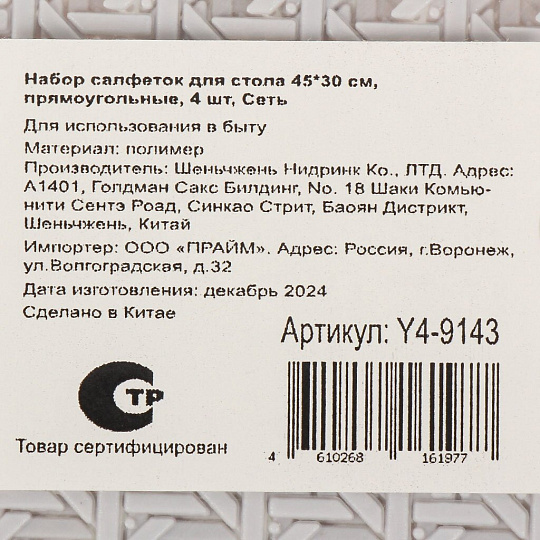 Набор салфеток для стола 45*30 см,
прямоугольные, 4 шт, Сеть
Для использования в быту
Материал: полимер
Производитель: Шеньчжень Нидринк Ко., ЛТД. Адрес:
А1401, Голдман Сакс Билдинг, No. 18 Шаки Комью-
нити Сентэ Роад, Синкао Стрит, Баоян Дистрикт,
Шеньчжень, Китай
Импортер: ООО «ПРАЙМ». Адрес: Россия, г.Воронеж,
ул.Волгоградская, д.32
Дата изготовления: декабрь 2024
Сделано в Китае
Артикул: Y4-9143
СТР
Товар сертифицирован
4 610268 161977